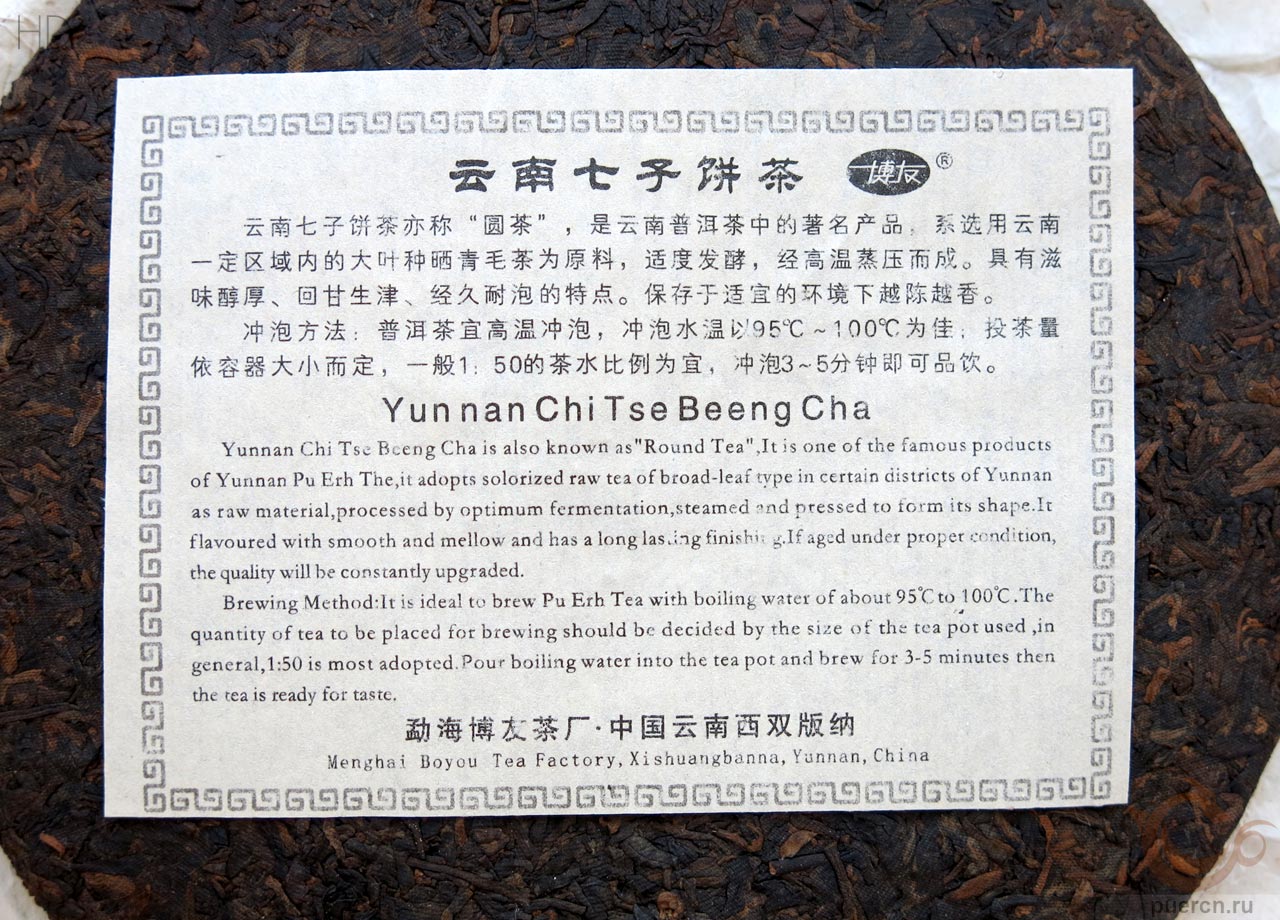 HD
云南七子饼茶 博友®
云南七子饼茶亦称“圆茶”，是云南普洱茶中的著名产品，系选用云南
一定区域内的大叶种晒青毛茶为原料，适度发酵，经高温蒸压而成。具有滋
味醇厚、回甘生津、经久耐泡的特点。保存于适宜的环境下越陈越香。
冲泡方法：普洱茶宜高温冲泡，冲泡水温以95℃~100℃为佳；投茶量
依容器大小而定，一般1：50的茶水比例为宜，冲泡3~5分钟即可品饮。
Yunnan Chi Tse Beeng Cha
Yunnan Chi Tse Beeng Cha is also known as"Round Tea",It is one of the famous products
of Yunnan Pu Erh The,it adopts solorized raw tea of broad-leaf type in certain districts of Yunnan
as raw material,processed by optimum fermentation,steamed and pressed to form its shape.It
flavoured with smooth and mellow and has a long lasting finishing.If aged under proper condition,
the quality will be constantly upgraded.
Brewing Method:It is ideal to brew Pu Erh Tea with boiling water of about 95℃ to 100℃.The
quantity of tea to be placed for brewing should be decided by the size of the tea pot used ,in
general,1:50 is most adopted.Pour boiling water into the tea pot and brew for 3-5 minutes then
the tea is ready for taste.
勐海博友茶厂·中国云南西双版纳
Menghai Boyou Tea Factory,Xishuangbanna,Yunnan,China
puercn.ru